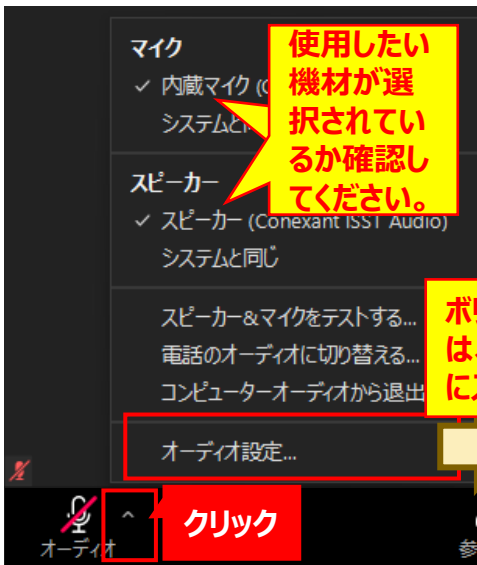 マイク
使用したい
機材が選
択されてい
るか確認し
てください。
内蔵マイク
システムと
スピーカー
スピーカー (Conexant ISST Audio)
システムと同じ
スピーカー&マイクをテストする...
電話のオーディオに切り替える...
コンピューターオーディオから退出
ボ
は、
に
オーディオ設定...
クリック
オーディオ